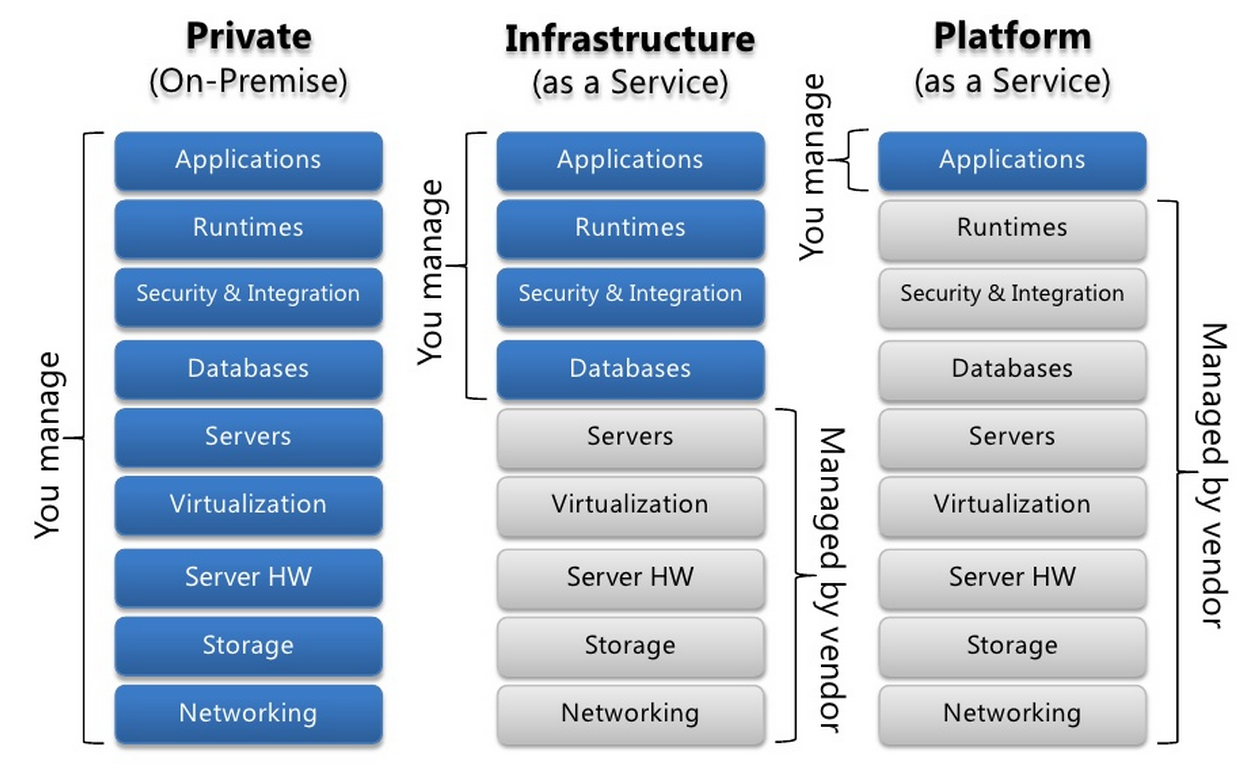 Private
(On-Premise)
You manage
Applications
Runtimes
Security & Integration
Databases
Servers
Virtualization
Server HW
Storage
Networking
Infrastructure
(as a Service)
You manage
Applications
Runtimes
Security & Integration
Databases
Servers
Virtualization
Server HW
Storage
Networking
Managed by vendor
Platform
(as a Service)
You manage
Applications
Runtimes
Security & Integration
Databases
Servers
Virtualization
Server HW
Storage
Networking
Managed by vendor